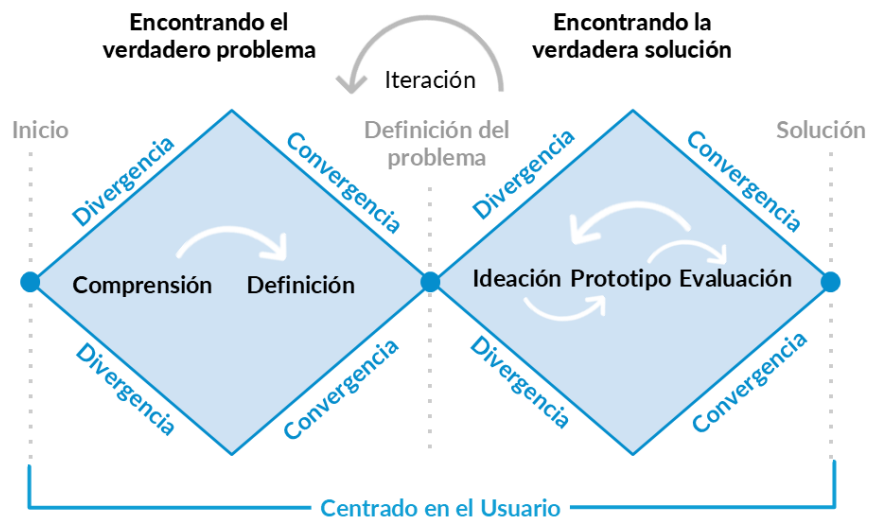 Encontrando el
verdadero problema
Encontrando la
verdadera solución
Iteración
Inicio
Definición del
problema
Solución
Divergencia
Convergencia
Divergencia
Convergencia
Comprensión
Definición
Ideación
Prototipo
Evaluación
Divergencia
Convergencia
Divergencia
Convergencia
Centrado en el Usuario